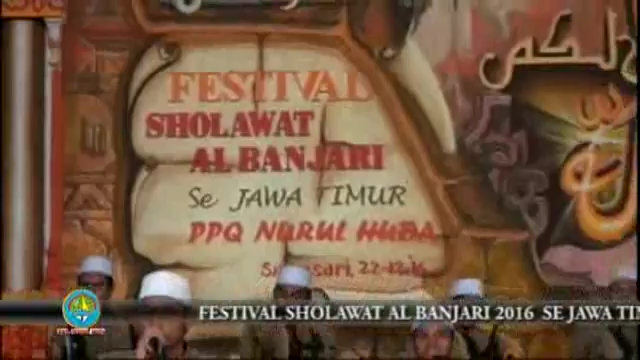 FESTIVAL
SHOLAWAT
AL BANJARI
Se JAWA TIMUR
PPQ NURUL HUDA
FESTIVAL SHOLAWAT AL BANJARI 2016 SE JAWA TIM